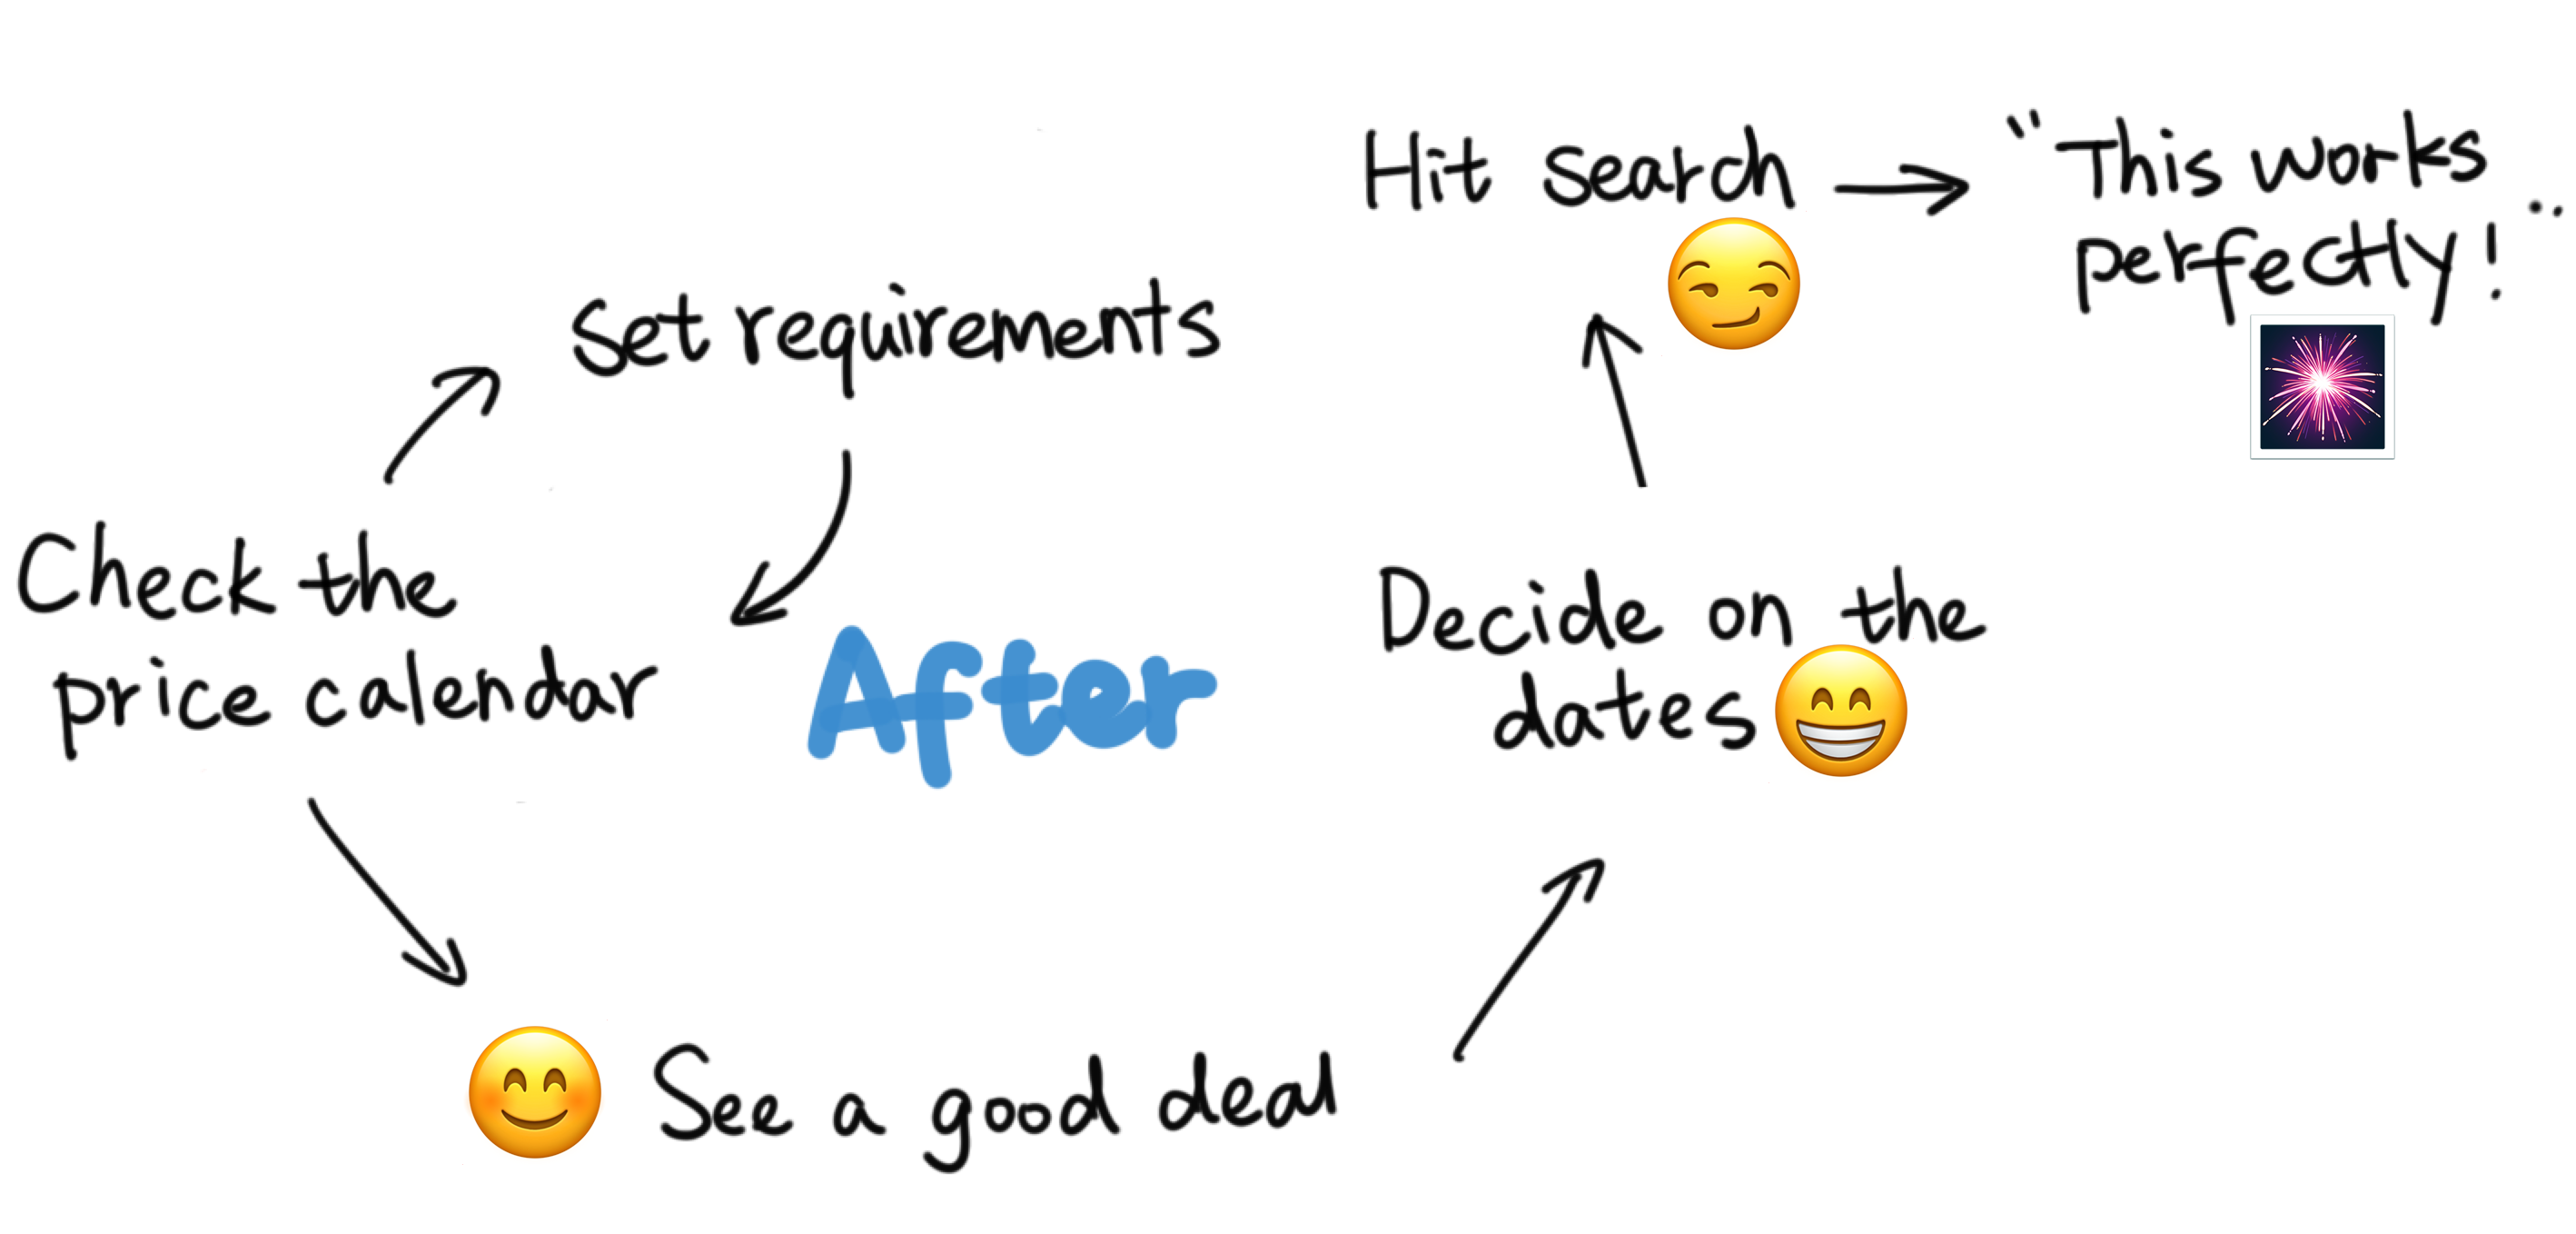 Hit search
"This works
perfectly!"
Set requirements
Check the
price calendar
After
Decide on the
dates
See a good deal